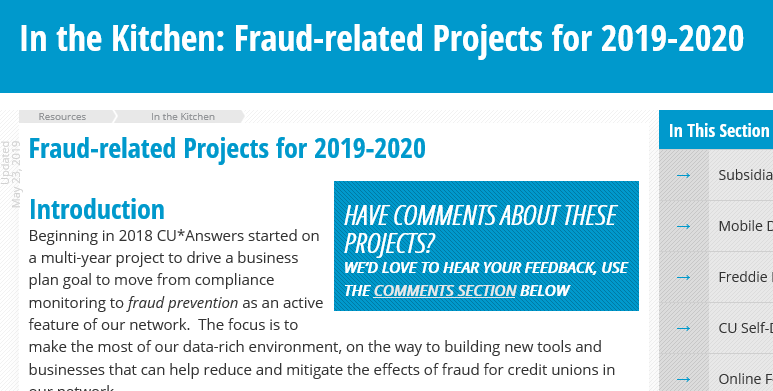 In the Kitchen: Fraud-related Projects for 2019-2020
Resources
In the Kitchen
Updated
May 23, 2019
Fraud-related Projects for 2019-2020
Introduction
Beginning in 2018 CU*Answers started on
a multi-year project to drive a business
plan goal to move from compliance
monitoring to fraud prevention as an active
feature of our network.  The focus is to
make the most of our data-rich environment, on the way to building new tools and
businesses that can help reduce and mitigate the effects of fraud for credit unions in
our network.
HAVE COMMENTS ABOUT THESE
PROJECTS?
WE'D LOVE TO HEAR YOUR FEEDBACK, USE
THE COMMENTS SECTION BELOW
In This Section
→ Subsidia
→ Mobile D
→ Freddie
→ CU Self-D
→ Online F